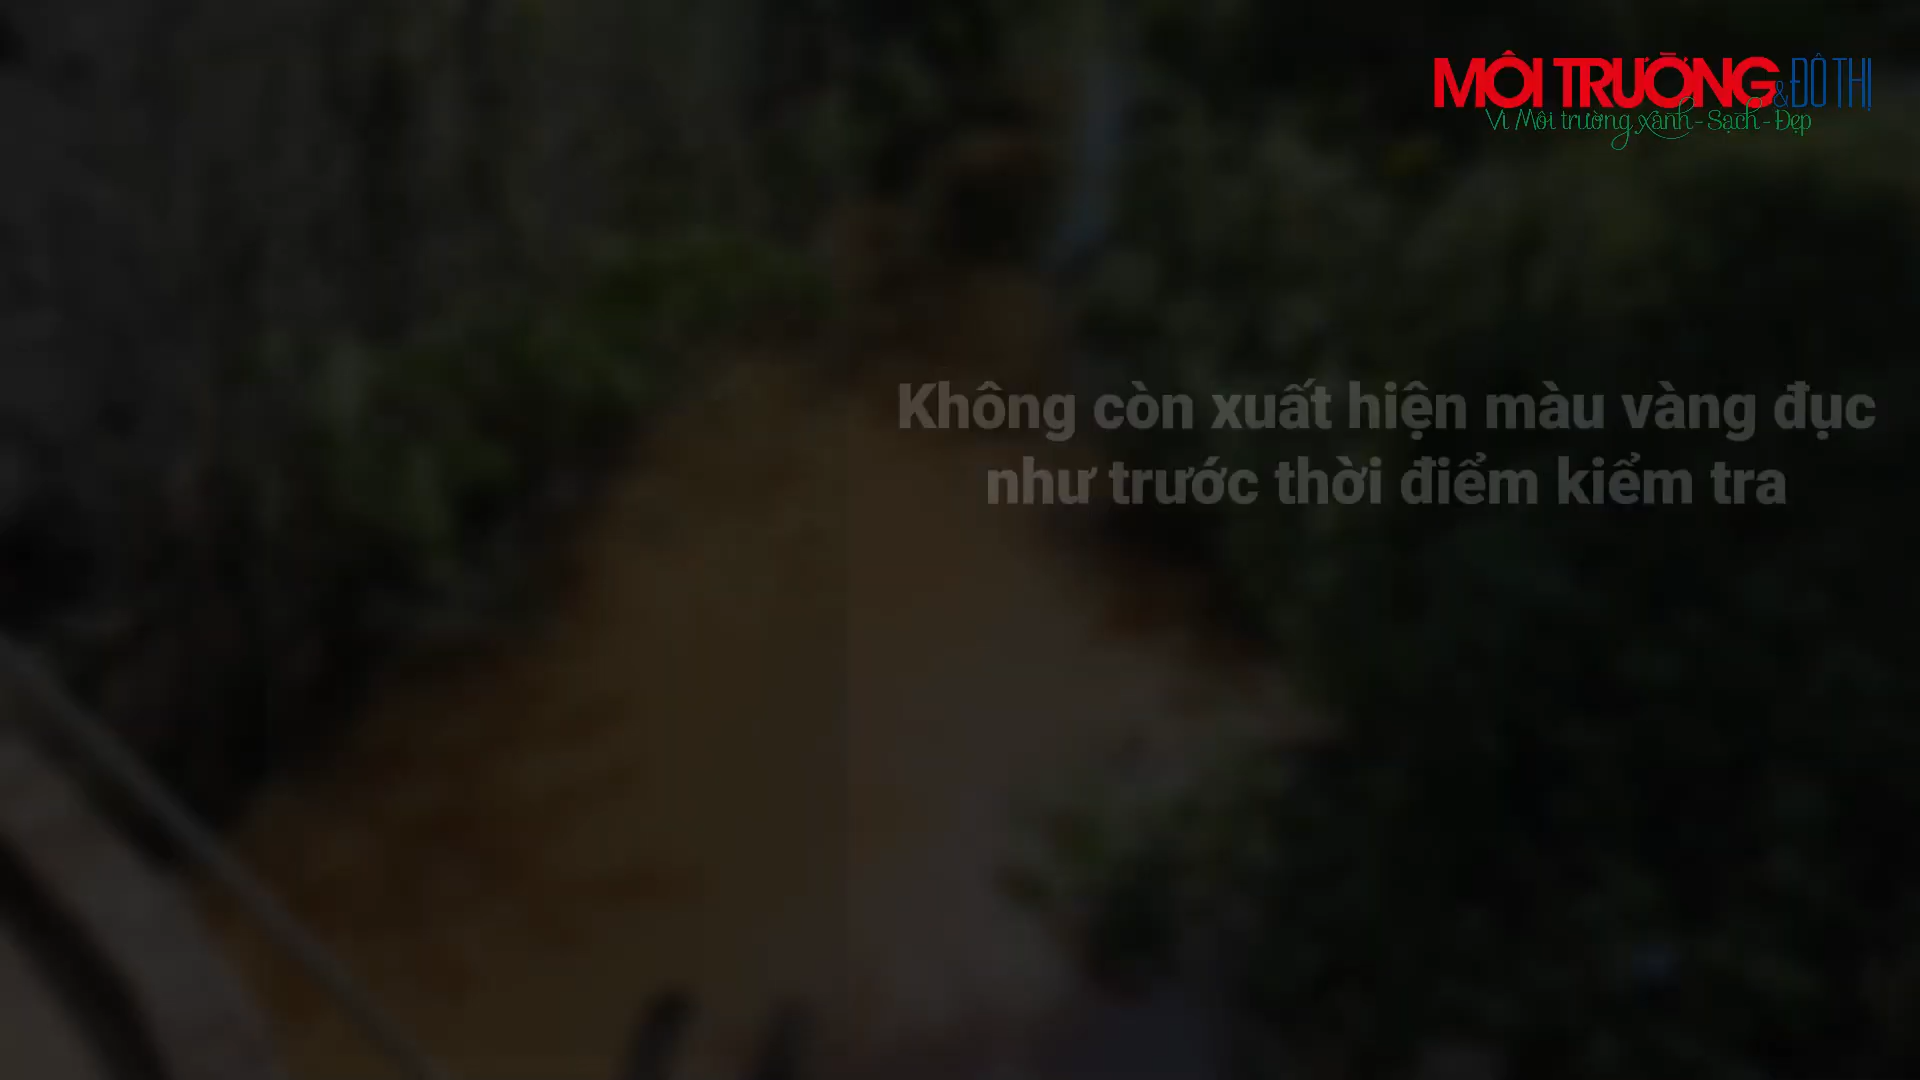 MÔI TRƯỜNG & ĐÔ THỊ
Vì Môi trường xanh - Sạch - Đẹp
Không còn xuất hiện màu vàng đục
như trước thời điểm kiểm tra